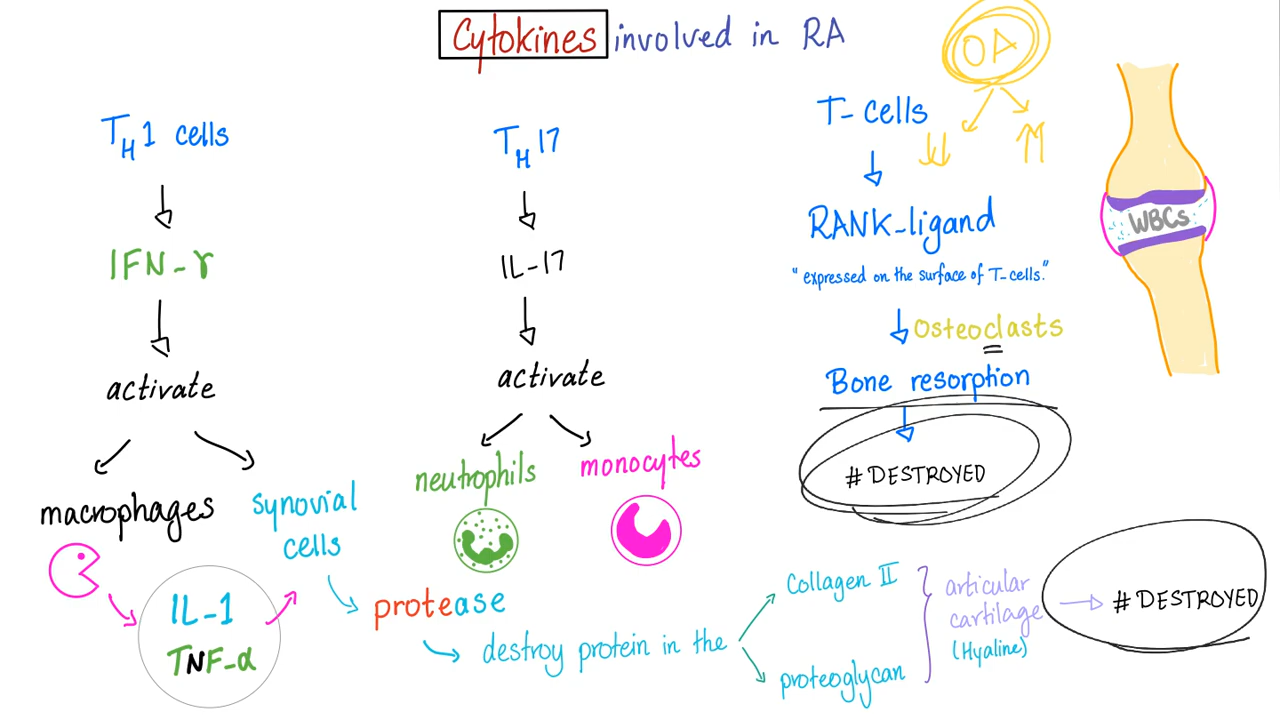 Cytokines involved in RA
OA
TH1 cells
IFN-γ
activate
macrophages
synovial
cells
IL-1
TNF-α
protease
destroy protein in the
Collagen II
proteoglycan
articular
cartilage
(Hyaline)
#DESTROYED
TH17
IL-17
activate
neutrophils
monocytes
T-cells
RANK-ligand
"expressed on the surface of T-cells."
Osteoclasts
Bone resorption
#DESTROYED
WBCs